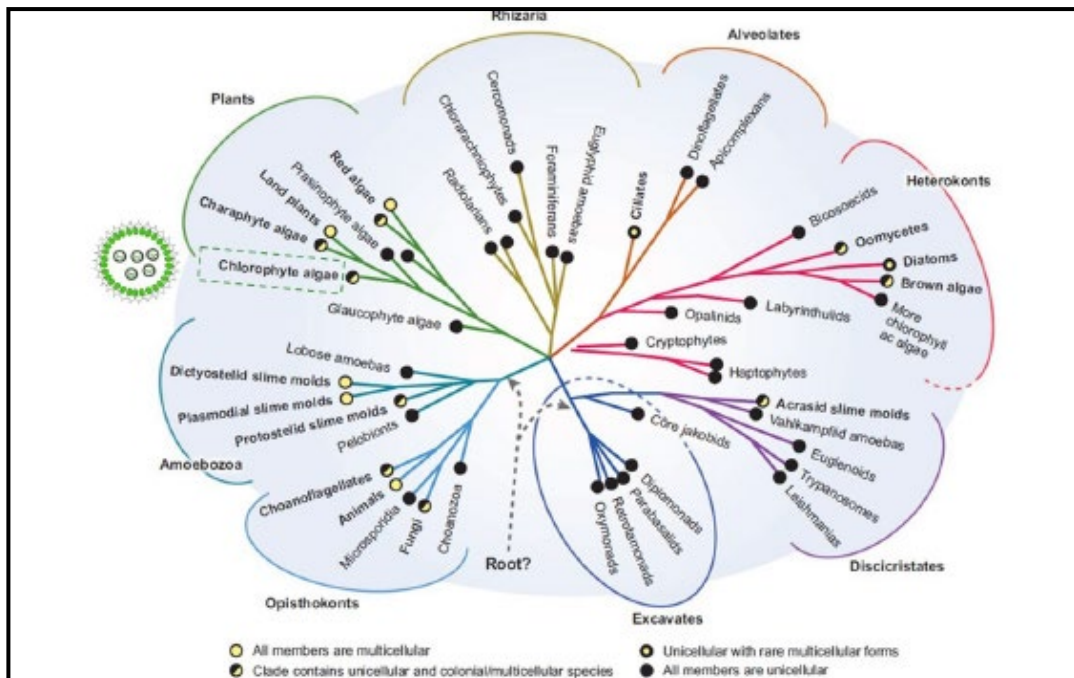 Rhizaria
Alveolates
Plants
Heterokonts
Cercomonads
Chlorarachniophytes
Radiolarians
Foraminiferans
Euglyphid amoebas
Ciliates
Dinoflagellates
Apicomplexans
Red algae
Prasinophyte algae
Land plants
Charaphyte algae
Chlorophyte algae
Glaucophyte algae
Bicosoecids
Oomycetes
Diatoms
Brown algae
More
chlorophyll
ac algae
Labyrinthulids
Opalinids
Cryptophytes
Haptophytes
Lobose amoebas
Dictyostelid slime molds
Plasmodial slime molds
Protostelid slime molds
Pelobionts
Amoebozoa
Acrasid slime molds
Vahlkampfiid amoebas
Euglenoids
Trypanosomes
Leishmanias
Discicristates
Core jakobids
Diplomonads
Parabasalids
Retrotamonads
Oxymonads
Excavates
Choanoflagellates
Animals
Microsporidia
Fungi
Choanozoa
Opisthokonts
Root?
All members are multicellular
Clade contains unicellular and colonial/multicellular species
Unicellular with rare multicellular forms
All members are unicellular